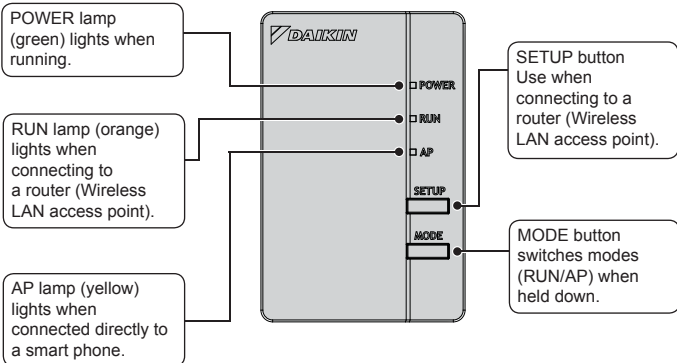 POWER lamp
(green) lights when
running.
RUN lamp (orange)
lights when
connecting to
a router (Wireless
LAN access point).
AP lamp (yellow)
lights when
connected directly to
a smart phone.
DAIKIN
POWER
RUN
AP
SETUP
MODE
SETUP button
Use when
connecting to a
router (Wireless
LAN access point).
MODE button
switches modes
(RUN/AP) when
held down.